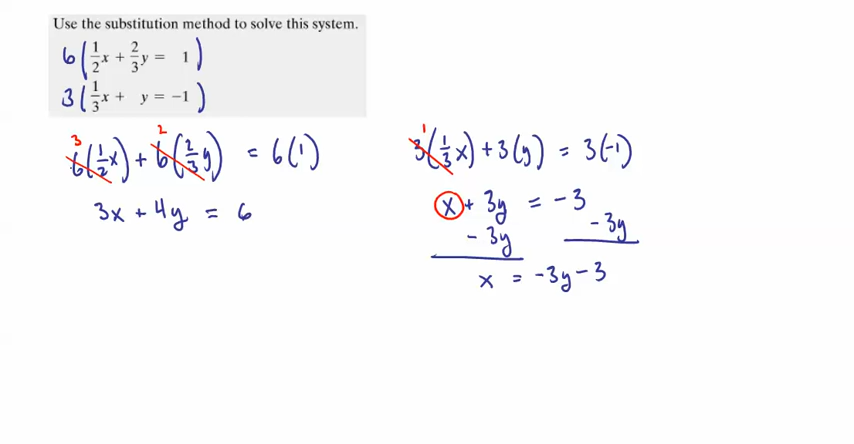 Use the substitution method to solve this system.
6(1/2x + 2/3y = 1)
3(1/3x + y = -1)
3 2
6(1/2x) + 6(2/3y) = 6(1)
3x + 4y = 6
1
3(1/3x) + 3(y) = 3(-1)
x + 3y = -3
- 3y - 3y
x = -3y - 3